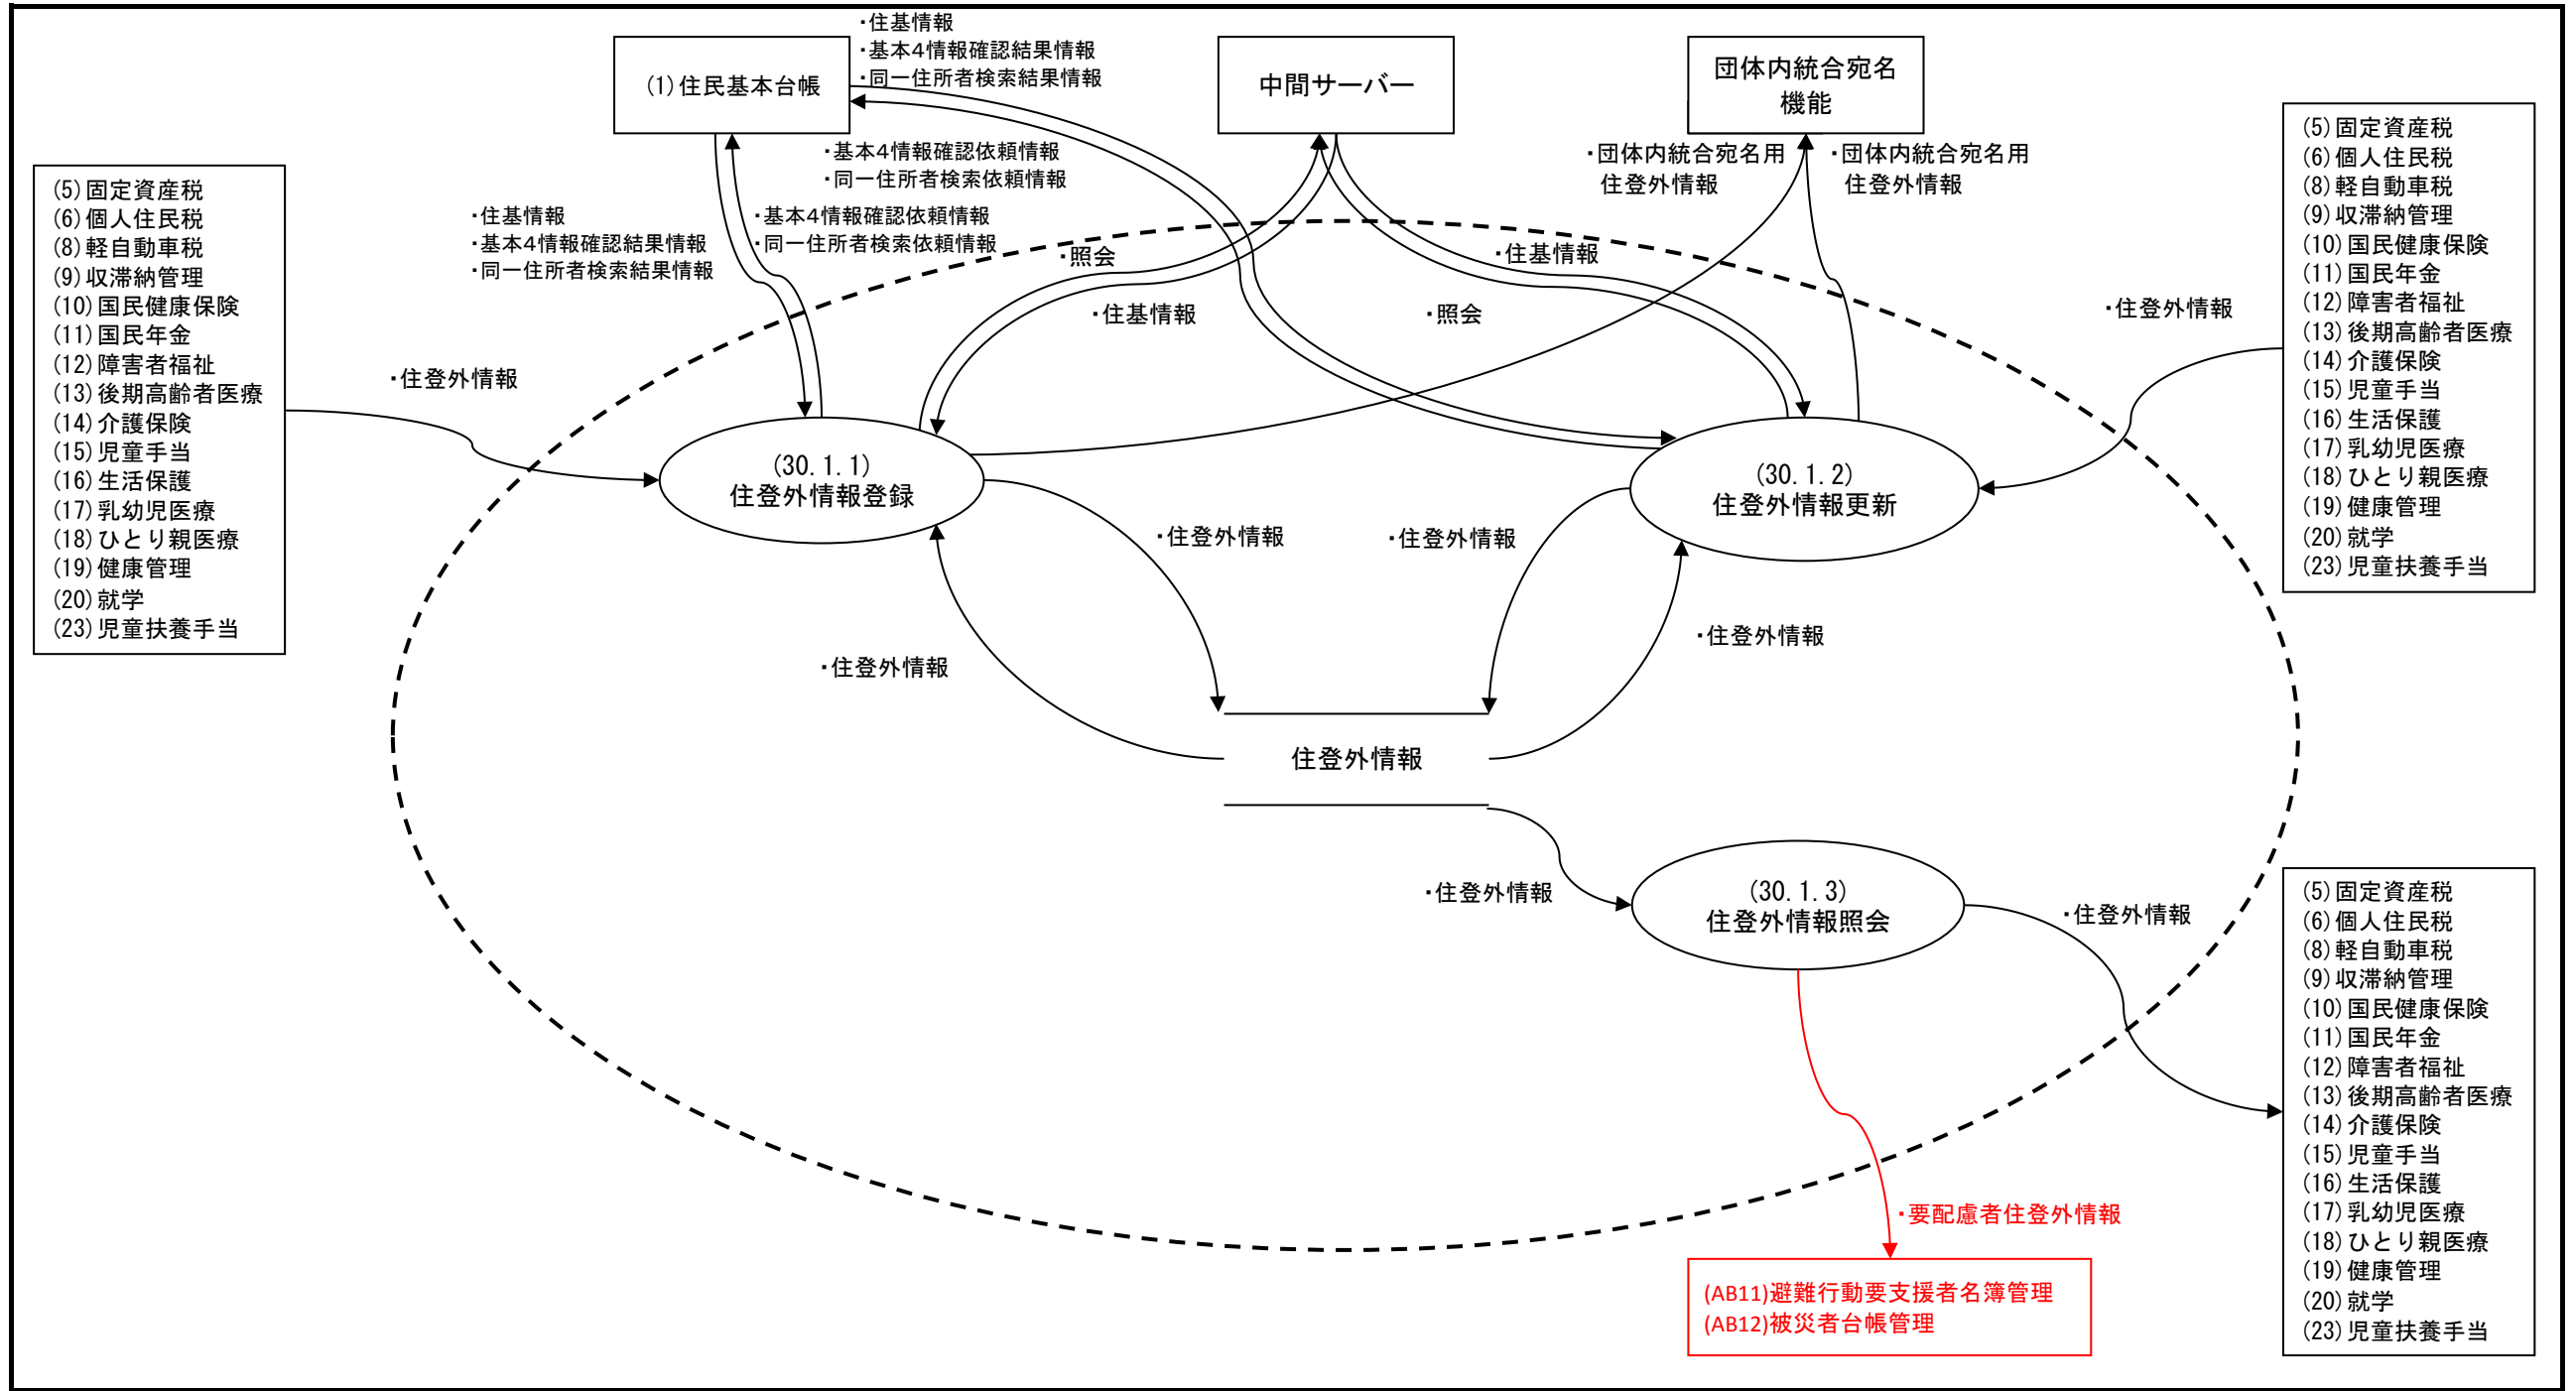 ・住基情報
・基本4情報確認結果情報
・同一住所者検索結果情報
(1)住民基本台帳
中間サーバー
団体内統合宛名
機能
・基本4情報確認依頼情報
・同一住所者検索依頼情報
・団体内統合宛名用
住登外情報
・団体内統合宛名用
住登外情報
・住基情報
・基本4情報確認結果情報
・同一住所者検索結果情報
・基本4情報確認依頼情報
・同一住所者検索依頼情報
・照会
・住基情報
・住基情報
・照会
(5)固定資産税
(6)個人住民税
(8)軽自動車税
(9)収滞納管理
(10)国民健康保険
(11)国民年金
(12)障害者福祉
(13)後期高齢者医療
(14)介護保険
(15)児童手当
(16)生活保護
(17)乳幼児医療
(18)ひとり親医療
(19)健康管理
(20)就学
(23)児童扶養手当
・住登外情報
(5)固定資産税
(6)個人住民税
(8)軽自動車税
(9)収滞納管理
(10)国民健康保険
(11)国民年金
(12)障害者福祉
(13)後期高齢者医療
(14)介護保険
(15)児童手当
(16)生活保護
(17)乳幼児医療
(18)ひとり親医療
(19)健康管理
(20)就学
(23)児童扶養手当
・住登外情報
(30.1.1)
住登外情報登録
(30.1.2)
住登外情報更新
・住登外情報
・住登外情報
・住登外情報
・住登外情報
住登外情報
・住登外情報
(30.1.3)
住登外情報照会
・住登外情報
(5)固定資産税
(6)個人住民税
(8)軽自動車税
(9)収滞納管理
(10)国民健康保険
(11)国民年金
(12)障害者福祉
(13)後期高齢者医療
(14)介護保険
(15)児童手当
(16)生活保護
(17)乳幼児医療
(18)ひとり親医療
(19)健康管理
(20)就学
(23)児童扶養手当
・要配慮者住登外情報
(AB11)避難行動要支援者名簿管理
(AB12)被災者台帳管理